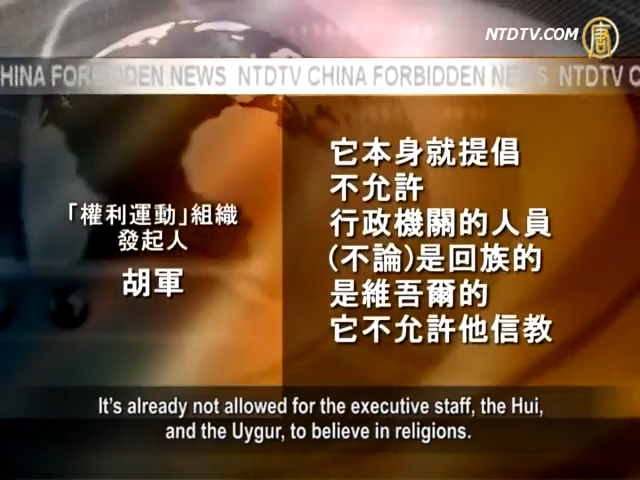 NTDTV.COM
CHINA FORBIDDEN NEWS NTDTV CHINA FORBIDDEN NEWS NTDTV C
「權利運動」組織
發起人
胡軍
它本身就提倡
不允許
行政機關的人員
(不論)是回族的
是維吾爾的
它不允許他信教
It's already not allowed for the executive staff, the Hui,
and the Uygur, to believe in religions.